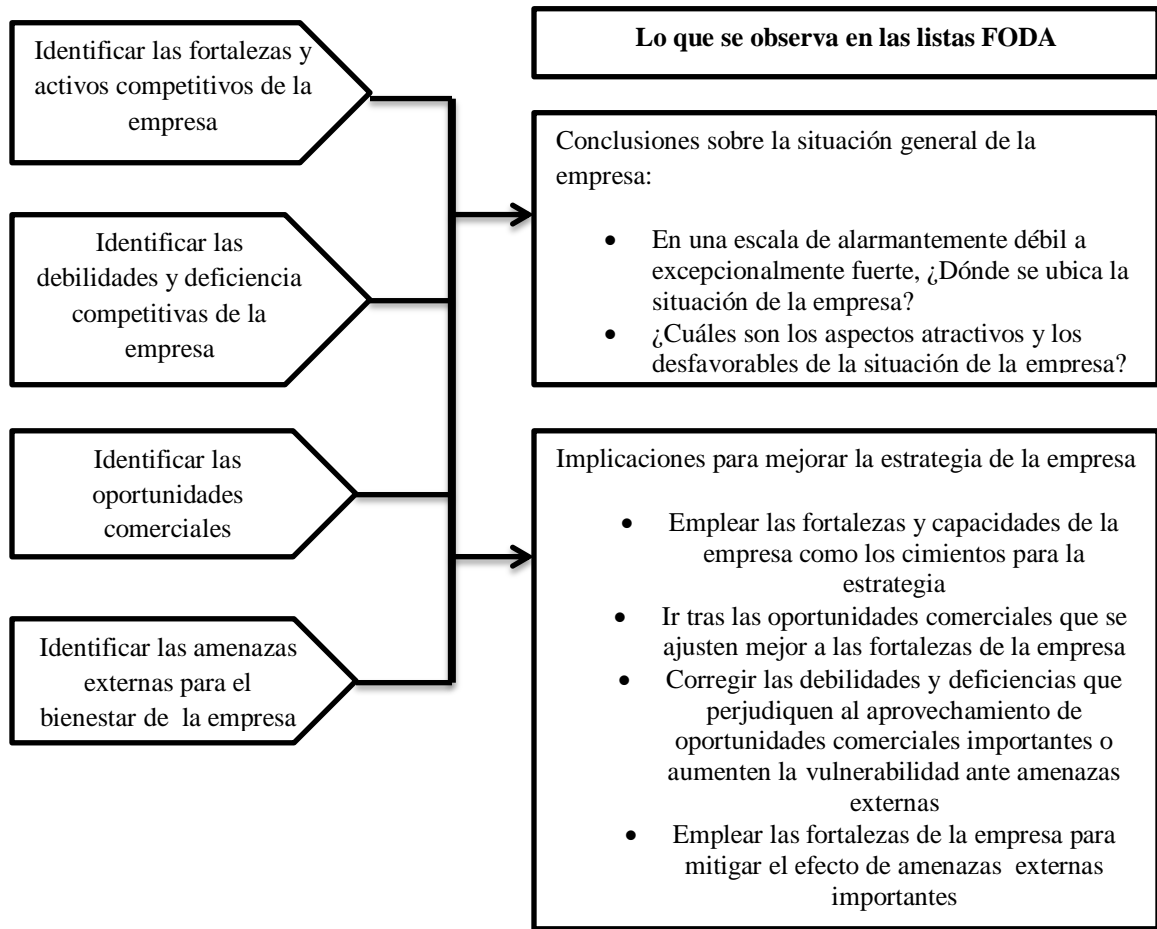 Identificar las fortalezas y
activos competitivos de la
empresa
Identificar las
debilidades y deficiencia
competitivas de la
empresa
Identificar las
oportunidades
comerciales
Identificar las amenazas
externas para el
bienestar de la empresa
Lo que se observa en las listas FODA
Conclusiones sobre la situación general de la
empresa:
• En una escala de alarmantemente débil a
excepcionalmente fuerte, ¿Dónde se ubica la
situación de la empresa?
• ¿Cuáles son los aspectos atractivos y los
desfavorables de la situación de la empresa?
Implicaciones para mejorar la estrategia de la empresa
• Emplear las fortalezas y capacidades de la
empresa como los cimientos para la
estrategia
• Ir tras las oportunidades comerciales que se
ajusten mejor a las fortalezas de la empresa
• Corregir las debilidades y deficiencias que
perjudiquen al aprovechamiento de
oportunidades comerciales importantes o
aumenten la vulnerabilidad ante amenazas
externas
• Emplear las fortalezas de la empresa para
mitigar el efecto de amenazas externas
importantes